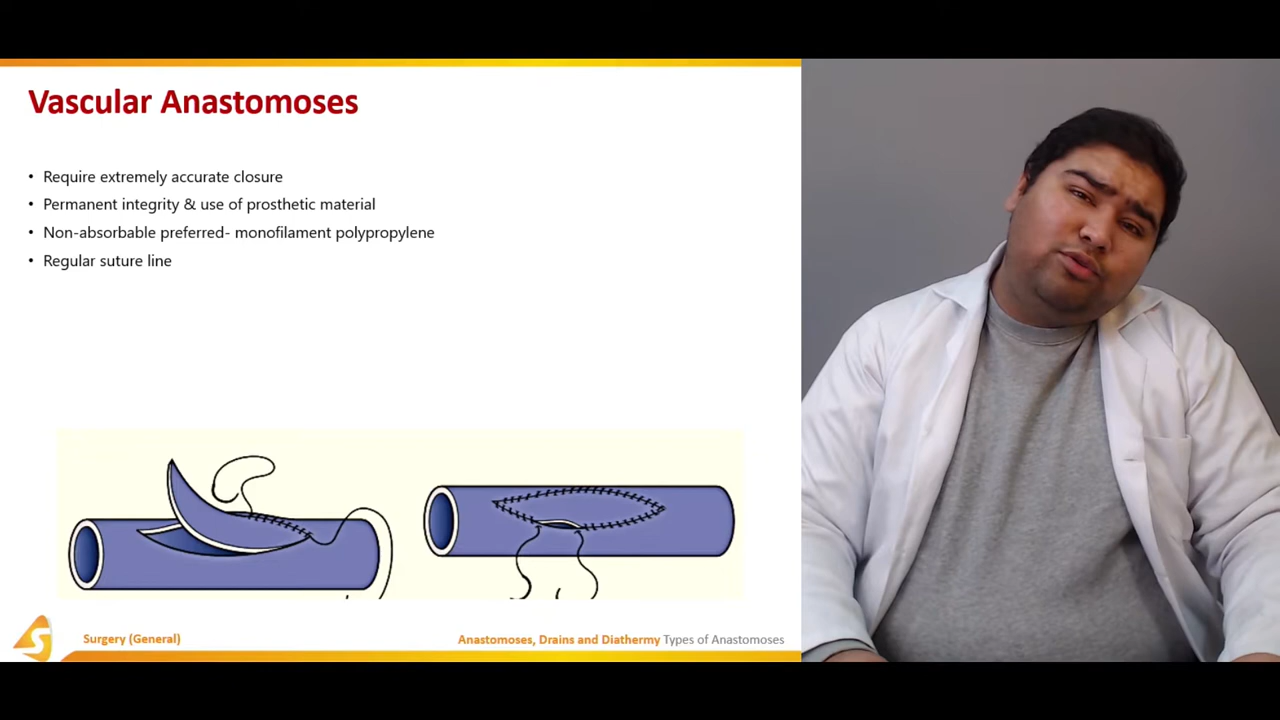 Vascular Anastomoses
• Require extremely accurate closure
• Permanent integrity & use of prosthetic material
• Non-absorbable preferred- monofilament polypropylene
• Regular suture line
S
Surgery (General)
Anastomoses, Drains and Diathermy Types of Anastomoses